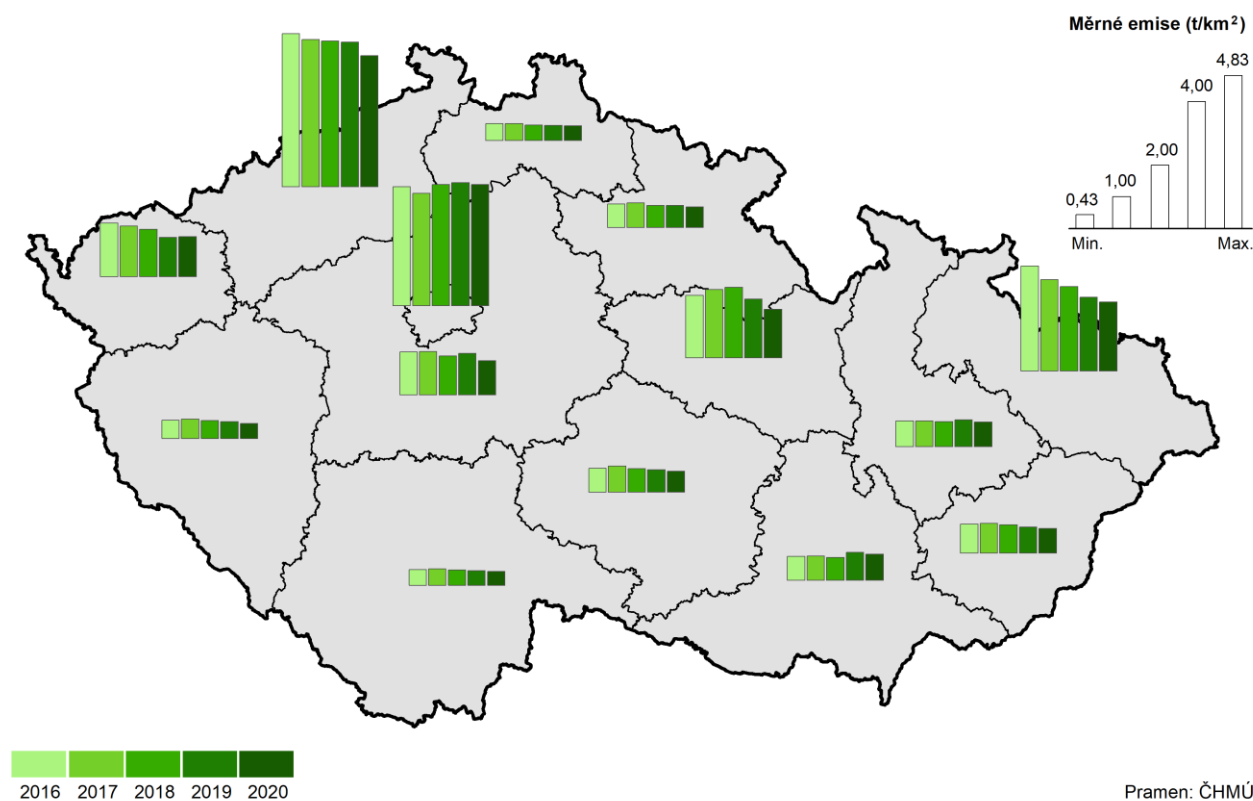 Měrné emise (t/km²)
4,83
4,00
2,00
1,00
0,43
Min. Max.
2016 2017 2018 2019 2020
Pramen: ČHMÚ